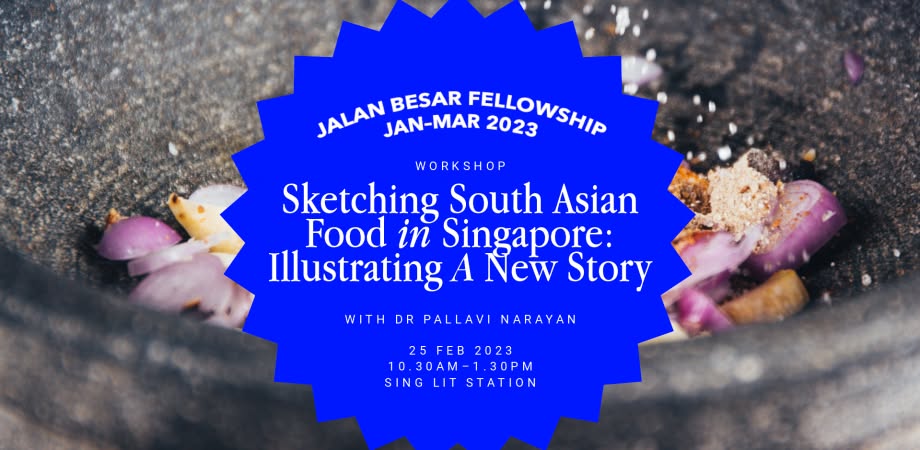 JALAN BESAR FELLOWSHIP
JAN–MAR 2023
WORKSHOP
Sketching South Asian
Food in Singapore:
Illustrating A New Story
WITH DR PALLAVI NARAYAN
25 FEB 2023
10.30AM–1.30PM
SING LIT STATION